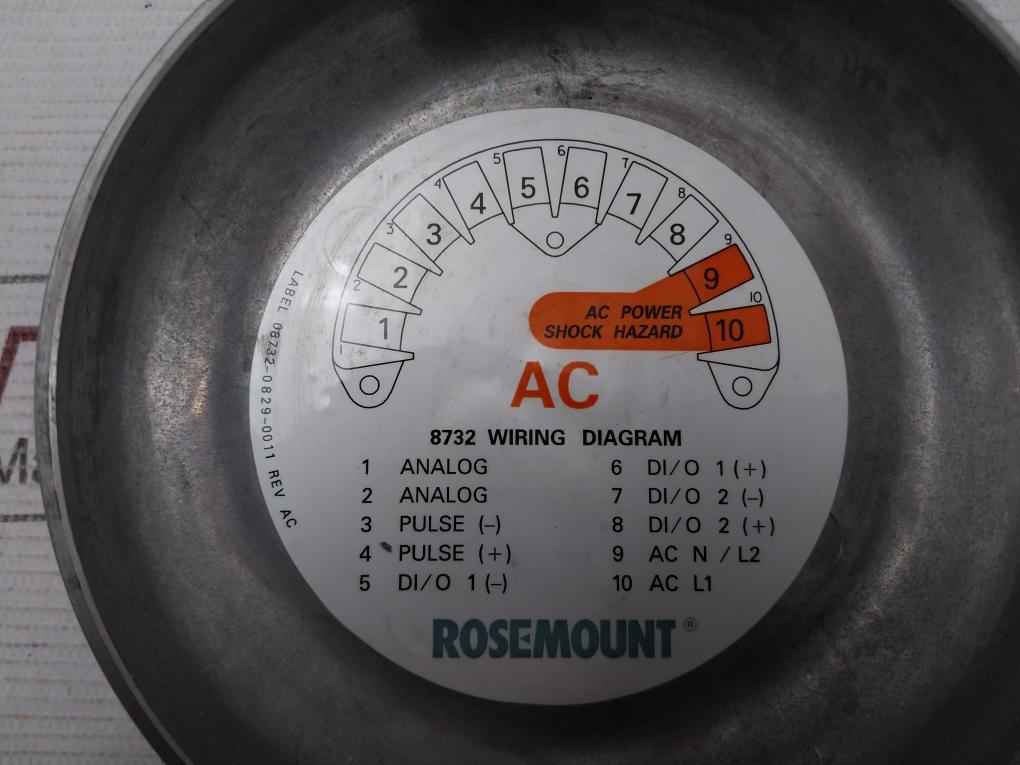 1 2 3 4 5 6 7 8 9 10
1 2 3 4 5 6 7 8 9 10
AC POWER
SHOCK HAZARD
AC
8732 WIRING DIAGRAM
1 ANALOG
2 ANALOG
3 PULSE (–)
4 PULSE (+)
5 DI/O 1 (–)
6 DI/O 1 (+)
7 DI/O 2 (–)
8 DI/O 2 (+)
9 AC N / L2
10 AC L1
ROSEMOUNT®
LABEL 08732-0829-0011 REV AC